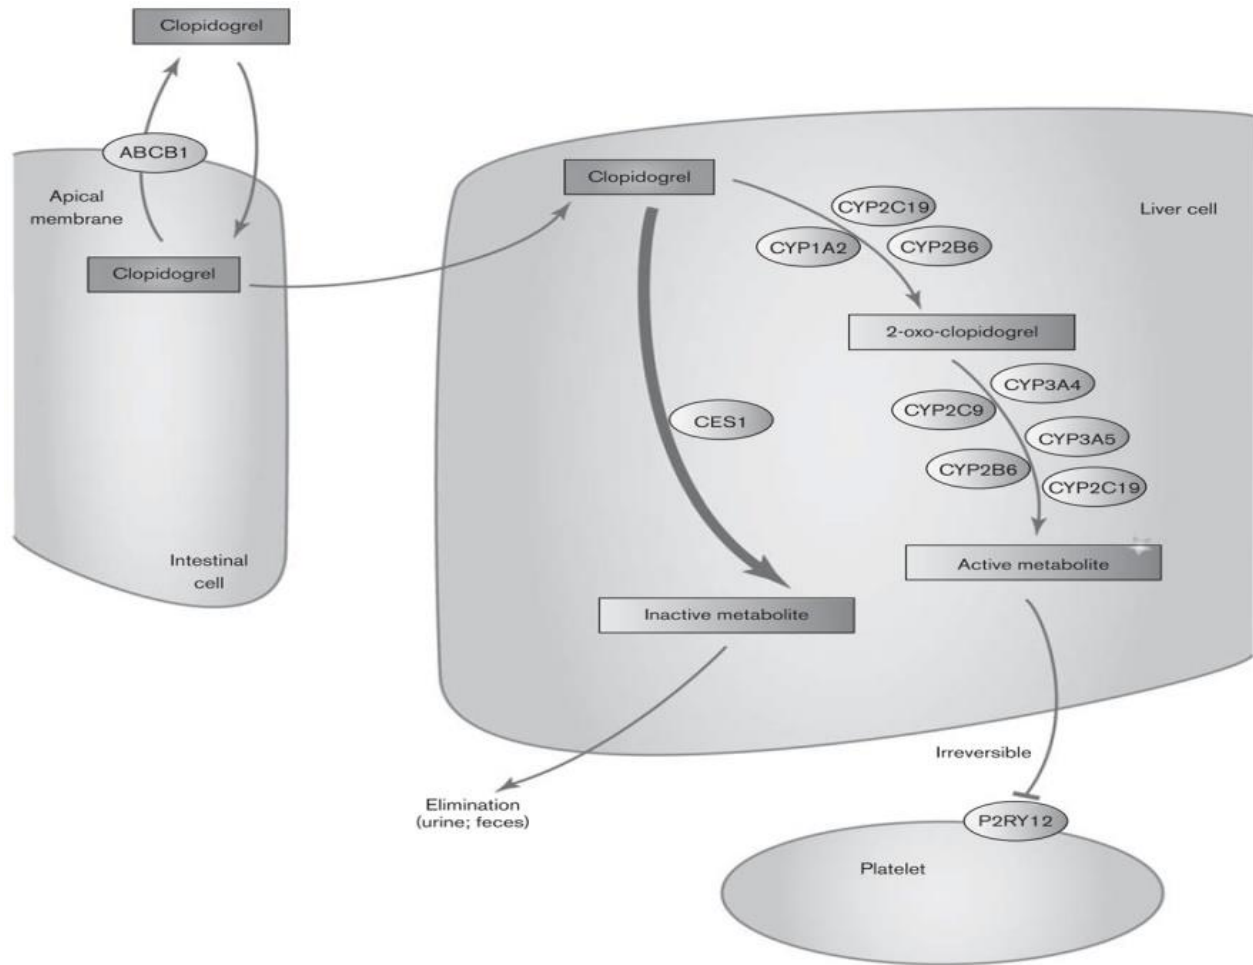 Clopidogrel
ABCB1
Apical
membrane
Clopidogrel
Intestinal
cell
Clopidogrel
Liver cell
CYP2C19
CYP1A2
CYP2B6
2-oxo-clopidogrel
CYP3A4
CYP2C9
CES1
CYP3A5
CYP2B6
CYP2C19
Active metabolite
Inactive metabolite
Irreversible
Elimination
(urine; feces)
P2RY12
Platelet